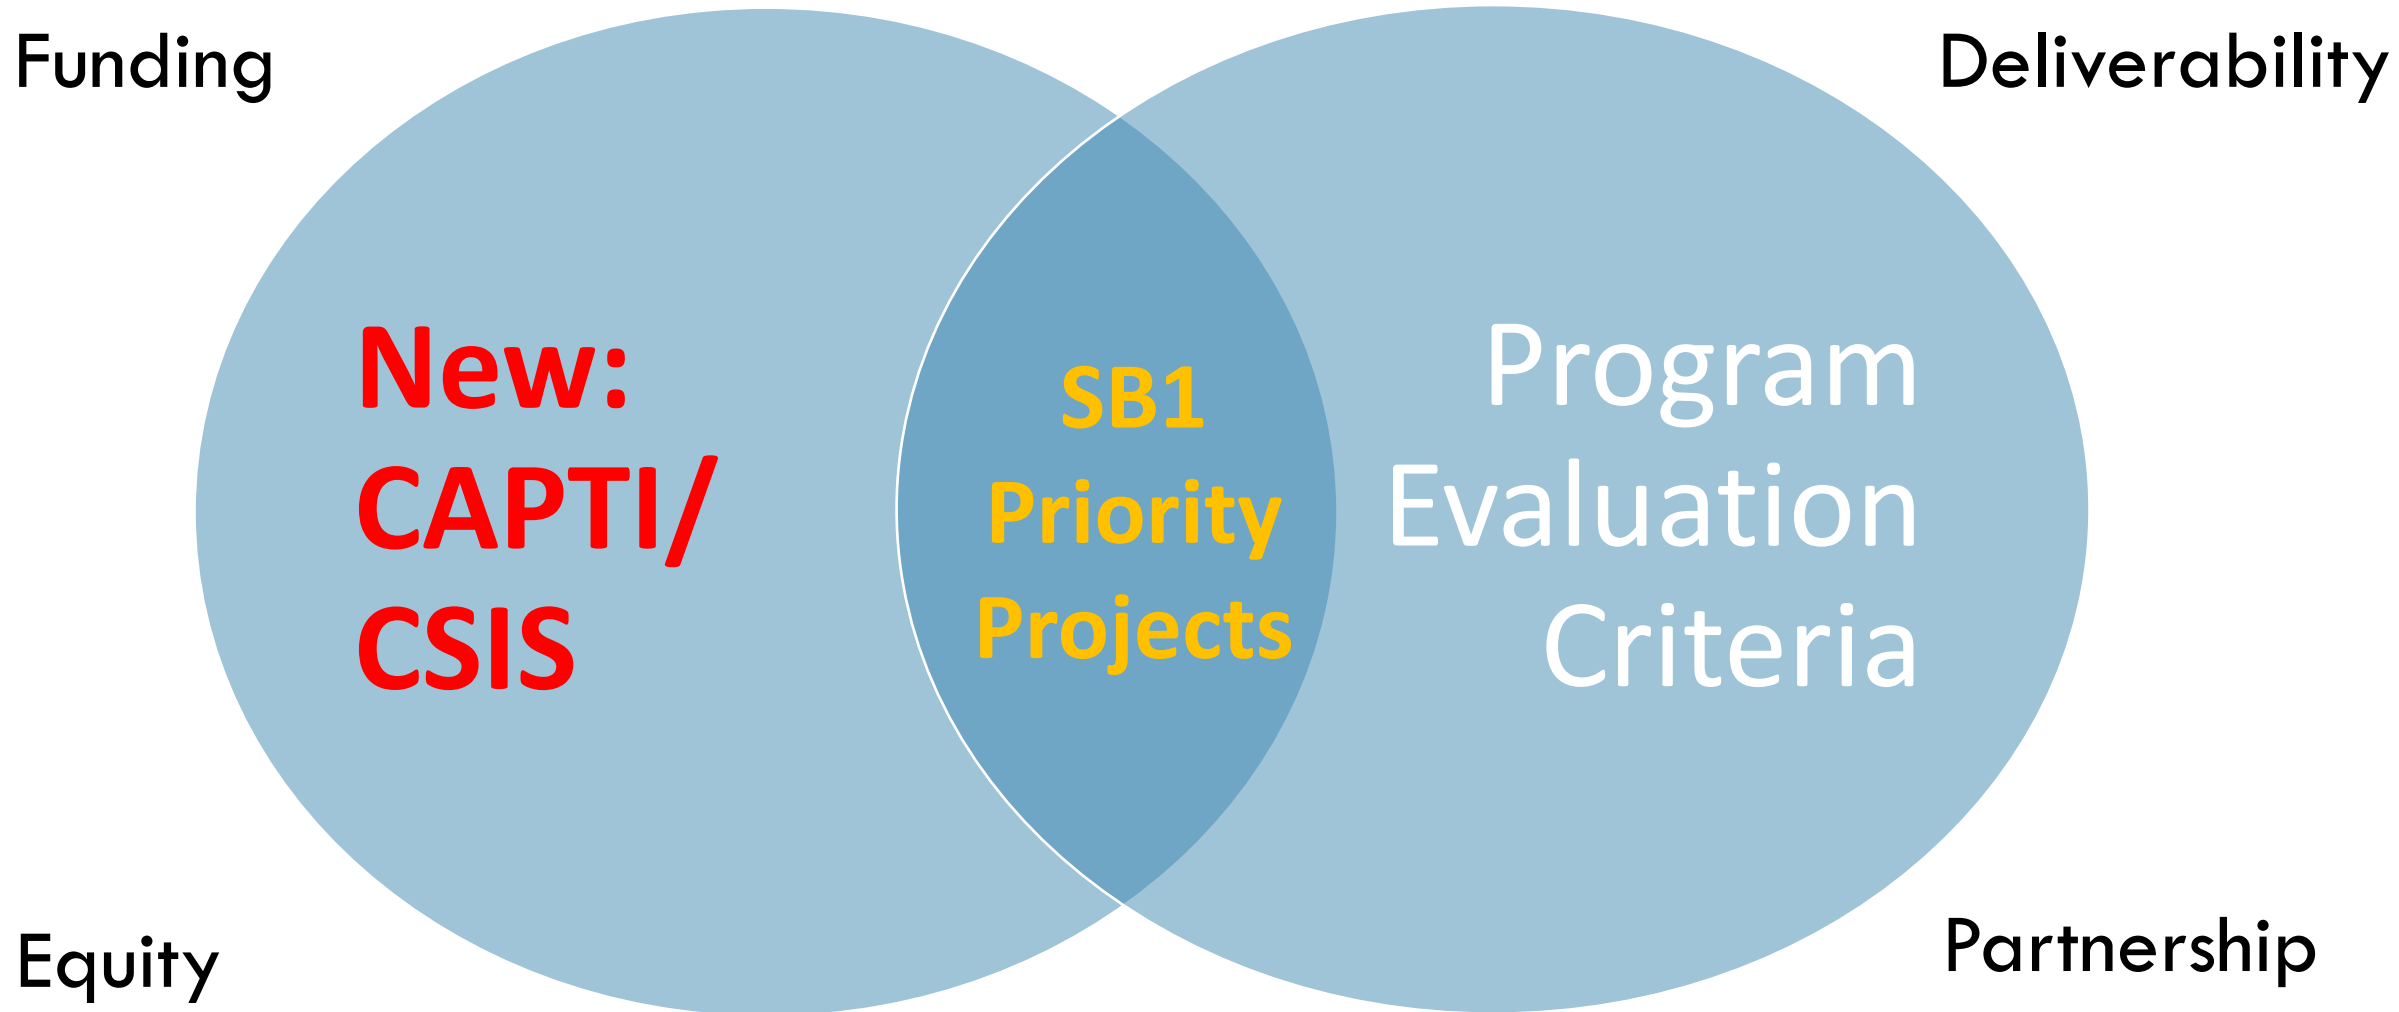 Funding
Deliverability
New:
CAPTI/
CSIS
SB1
Priority
Projects
Program
Evaluation
Criteria
Equity
Partnership